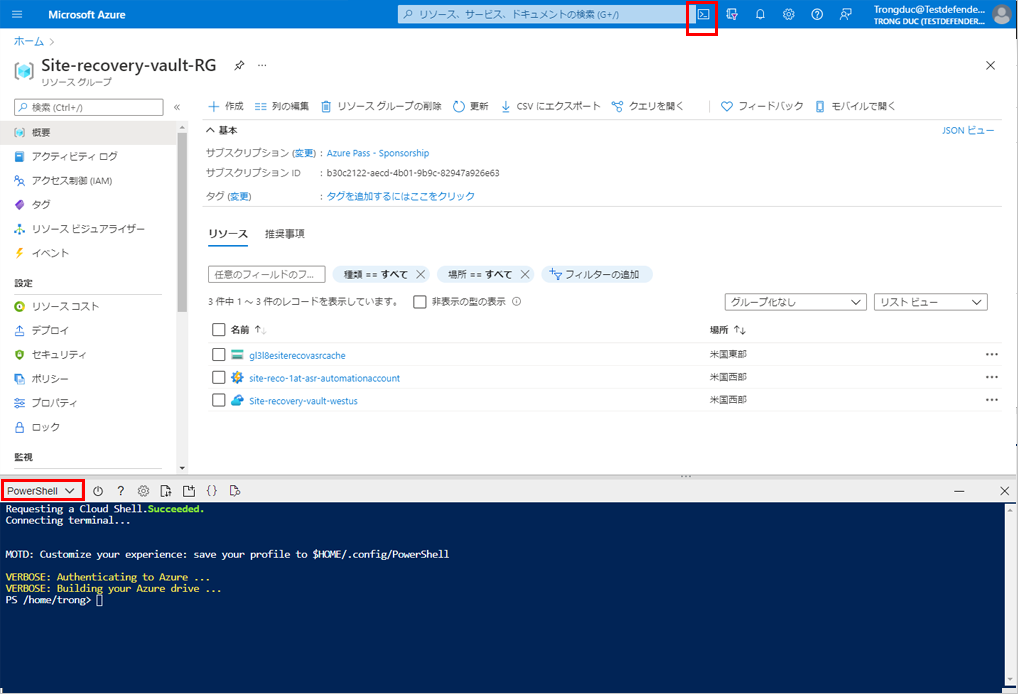 Microsoft Azure
リソース、サービス、ドキュメントの検索 (G+/)
Trongduc@Testdefende...
TRONG DUC (TESTDEFENDER...
ホーム >
Site-recovery-vault-RG
...
リソース グループ
検索 (Ctrl+/)
«
作成
列の編集
リソース グループの削除
更新
CSV にエクスポート
クエリを開く
フィードバック
モバイルで開く
概要
アクティビティ ログ
アクセス制御 (IAM)
タグ
リソース ビジュアライザー
イベント
設定
リソース コスト
デプロイ
セキュリティ
ポリシー
プロパティ
ロック
監視
基本
JSON ビュー
サブスクリプション (変更) : Azure Pass - Sponsorship
サブスクリプション ID : b30c2122-aecd-4b01-9b9c-82947a926e63
タグ (変更) : タグを追加するにはここをクリック
リソース 推奨事項
任意のフィールドのフ...
種類 == すべて
場所 == すべて
フィルターの追加
3 件中 1 ～ 3 件のレコードを表示しています。
非表示の型の表示
グループ化なし
リスト ビュー
名前 ↑↓
場所 ↑↓
gl3l8esiterecovasrcache
米国東部
site-reco-1at-asr-automationaccount
米国西部
Site-recovery-vault-westus
米国西部
PowerShell
?
{}
Requesting a Cloud Shell.Succeeded.
Connecting terminal...
MOTD: Customize your experience: save your profile to $HOME/.config/PowerShell
VERBOSE: Authenticating to Azure ...
VERBOSE: Building your Azure drive ...
PS /home/trong>